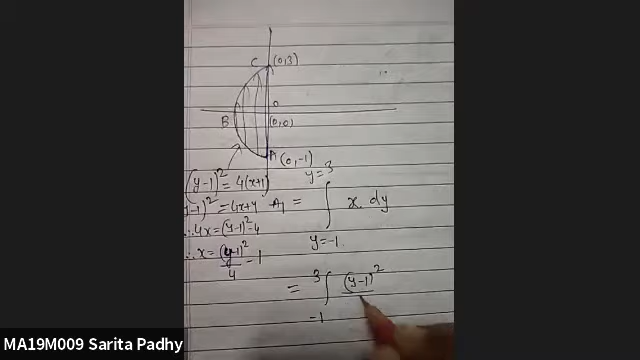 C (0,3)
O
B (0,0)
A (0,-1)
y=3
(y-1)² = 4(x+1)
y-1)² = 4x+4 A₁ = ∫ x dy
∴ 4x = (y-1)² - 4
y=-1
∴ x = (y-1)²/4 - 1
= ∫ (y-1)²
3
-1
MA19M009 Sarita Padhy